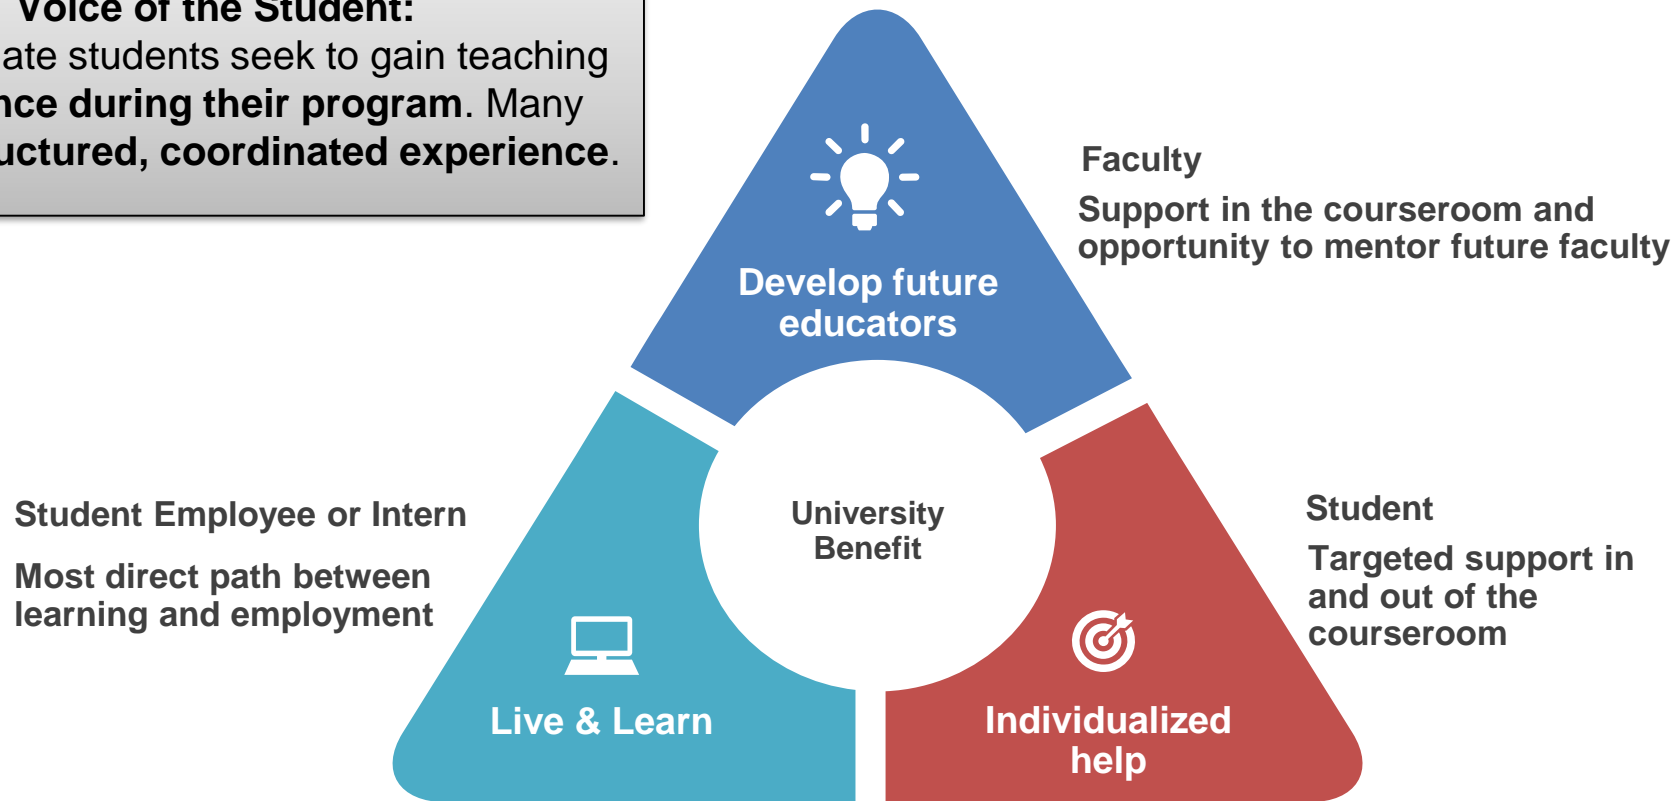 Voice of the Student:
ate students seek to gain teaching
nce during their program. Many
uctured, coordinated experience.
Develop future
educators
Faculty
Support in the courseroom and
opportunity to mentor future faculty
University
Benefit
Student Employee or Intern
Most direct path between
learning and employment
Live & Learn
Student
Targeted support in
and out of the
courseroom
Individualized
help